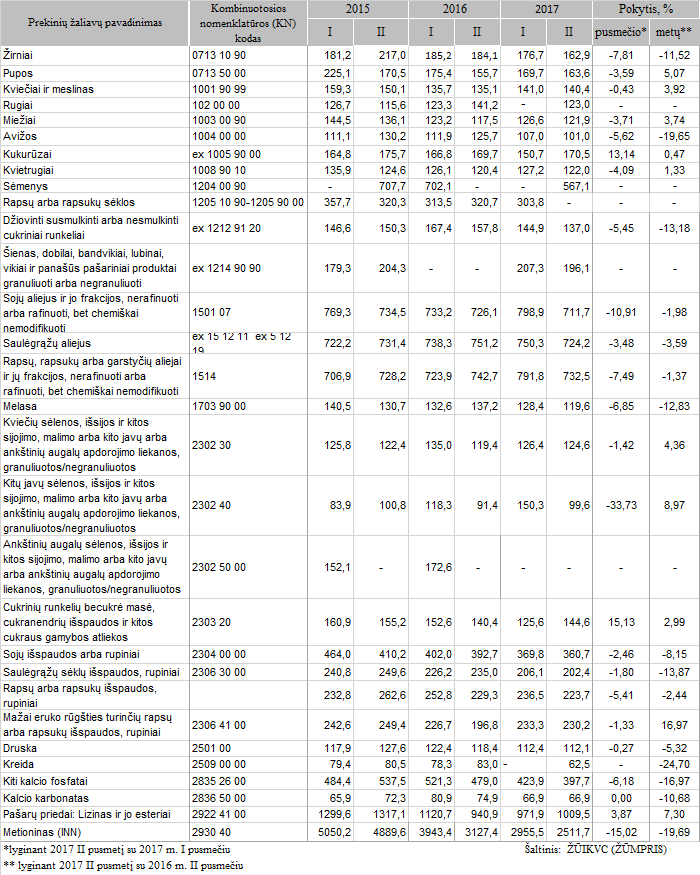 Prekinių žaliavų pavadinimas Kombinuotosios nomenklatūros (KN) kodas 2015 2016 2017 Pokytis, %
I II I II I II pusmečio* metų**
Žirniai 0713 10 90 181,2 217,0 185,2 184,1 176,7 162,9 -7,81 -11,52
Pupos 0713 50 00 225,1 170,5 175,4 155,7 169,7 163,6 -3,59 5,07
Kviečiai ir meslinas 1001 90 99 159,3 150,1 135,7 135,1 141,0 140,4 -0,43 3,92
Rugiai 102 00 00 126,7 115,6 123,3 141,2 - 123,0 - -
Miežiai 1003 00 90 144,5 136,1 123,2 117,5 126,6 121,9 -3,71 3,74
Avižos 1004 00 00 111,1 130,2 111,9 125,7 107,0 101,0 -5,62 -19,65
Kukurūzai ex 1005 90 00 164,8 175,7 166,8 169,7 150,7 170,5 13,14 0,47
Kvietrugiai 1008 90 10 135,9 124,6 126,1 120,4 127,2 122,0 -4,09 1,33
Sėmenys 1204 00 90 - 707,7 702,1 - - 567,1 - -
Rapsų arba rapsukų sėklos 1205 10 90-1205 90 00 357,7 320,3 313,5 320,7 303,8 - - -
Džiovinti susmulkinti arba nesmulkinti
cukriniai runkeliai ex 1212 91 20 146,6 150,3 167,4 157,8 144,9 137,0 -5,45 -13,18
Šienas, dobilai, bandvikiai, lubinai,
vikiai ir panašūs pašariniai produktai
granuliuoti arba negranuliuoti ex 1214 90 90 179,3 204,3 - - 207,3 196,1 - -
Sojų aliejus ir jo frakcijos, nerafinuoti
arba rafinuoti, bet chemiškai
nemodifikuoti 1501 07 769,3 734,5 733,2 726,1 798,9 711,7 -10,91 -1,98
Saulėgrąžų aliejus ex 15 12 11 ex 5 12 19 722,2 731,4 738,3 751,2 750,3 724,2 -3,48 -3,59
Rapsų, rapsukų arba garstyčių aliejai
ir jų frakcijos, nerafinuoti arba
rafinuoti, bet chemiškai nemodifikuoti 1514 706,9 728,2 723,9 742,7 791,8 732,5 -7,49 -1,37
Melasa 1703 90 00 140,5 130,7 132,6 137,2 128,4 119,6 -6,85 -12,83
Kviečių sėlenos, išsijos ir kitos
sijojimo, malimo arba kito javų arba
ankštinių augalų apdorojimo liekanos,
granuliuotos/negranuliuotos 2302 30 125,8 122,4 135,0 119,4 126,4 124,6 -1,42 4,36
Kitų javų sėlenos, išsijos ir kitos
sijojimo, malimo arba kito javų arba
ankštinių augalų apdorojimo liekanos,
granuliuotos/negranuliuotos 2302 40 83,9 100,8 118,3 91,4 150,3 99,6 -33,73 8,97
Ankštinių augalų sėlenos, išsijos ir
kitos sijojimo, malimo arba kito javų
arba ankštinių augalų apdorojimo
liekanos, granuliuotos/negranuliuotos 2302 50 00 152,1 - 172,6 - - - - -
Cukrinių runkelių becukrė masė,
cukranendrių išspaudos ir kitos
cukraus gamybos atliekos 2303 20 160,9 155,2 152,6 140,4 125,6 144,6 15,13 2,99
Sojų išspaudos arba rupiniai 2304 00 00 464,0 410,2 402,0 392,7 369,8 360,7 -2,46 -8,15
Saulėgrąžų sėklų išspaudos, rupiniai 2306 30 00 240,8 249,6 226,2 235,0 206,1 202,4 -1,80 -13,87
Rapsų arba rapsukų išspaudos,
rupiniai 232,8 262,6 252,8 229,3 236,5 223,7 -5,41 -2,44
Mažai eruko rūgšties turinčių rapsų
arba rapsukų išspaudos, rupiniai 2306 41 00 242,6 249,4 226,7 196,8 233,3 230,2 -1,33 16,97
Druska 2501 00 117,9 127,6 122,4 118,4 112,4 112,1 -0,27 -5,32
Kreida 2509 00 00 79,4 80,5 78,3 83,0 - 62,5 - -24,70
Kiti kalcio fosfatai 2835 26 00 484,4 537,5 521,3 479,0 423,9 397,7 -6,18 -16,97
Kalcio karbonatas 2836 50 00 65,9 72,3 80,9 74,9 66,9 66,9 0,00 -10,68
Pašarų priedai: Lizinas ir jo esteriai 2922 41 00 1299,6 1317,1 1120,7 940,9 971,9 1009,5 3,87 7,30
Metioninas (INN) 2930 40 5050,2 4889,6 3943,4 3127,4 2955,5 2511,7 -15,02 -19,69
*lyginant 2017 II pusmetį su 2017 m. I pusmečiu Šaltinis: ŽŪIKVC (ŽŪMPRIS)
** lyginant 2017 II pusmetį su 2016 m. II pusmečiu